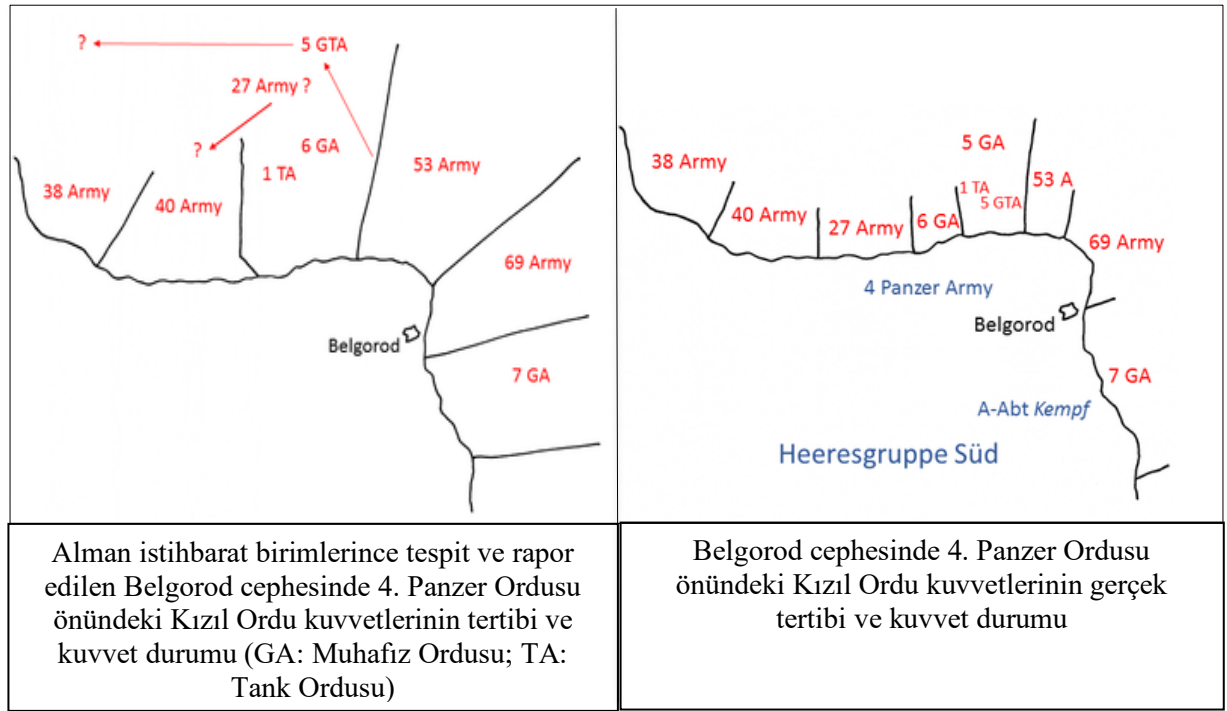 ?
5 GTA
27 Army ?
?
6 GA
1 TA
53 Army
38 Army
40 Army
69 Army
Belgorod
7 GA
5 GA
38 Army
1 TA
5 GTA
53 A
40 Army
27 Army
6 GA
69 Army
4 Panzer Army
Belgorod
7 GA
A-Abt Kempf
Heeresgruppe Süd
Alman istihbarat birimlerince tespit ve rapor
edilen Belgorod cephesinde 4. Panzer Ordusu
önündeki Kızıl Ordu kuvvetlerinin tertibi ve
kuvvet durumu (GA: Muhafız Ordusu; TA:
Tank Ordusu)
Belgorod cephesinde 4. Panzer Ordusu
önündeki Kızıl Ordu kuvvetlerinin gerçek
tertibi ve kuvvet durumu